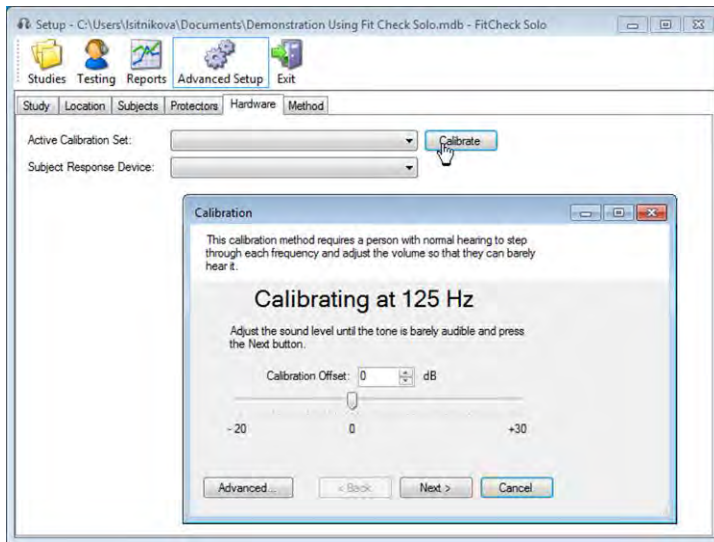 Setup - C:\Users\lsitnikova\Documents\Demonstration Using Fit Check Solo.mdb - FitCheck Solo
Studies Testing Reports Advanced Setup Exit
Study Location Subjects Protectors Hardware Method
Active Calibration Set: Calibrate
Subject Response Device:
Calibration
This calibration method requires a person with normal hearing to step
through each frequency and adjust the volume so that they can barely
hear it.
Calibrating at 125 Hz
Adjust the sound level until the tone is barely audible and press
the Next button.
Calibration Offset: 0 dB
- 20 0 +30
Advanced... < Back Next > Cancel